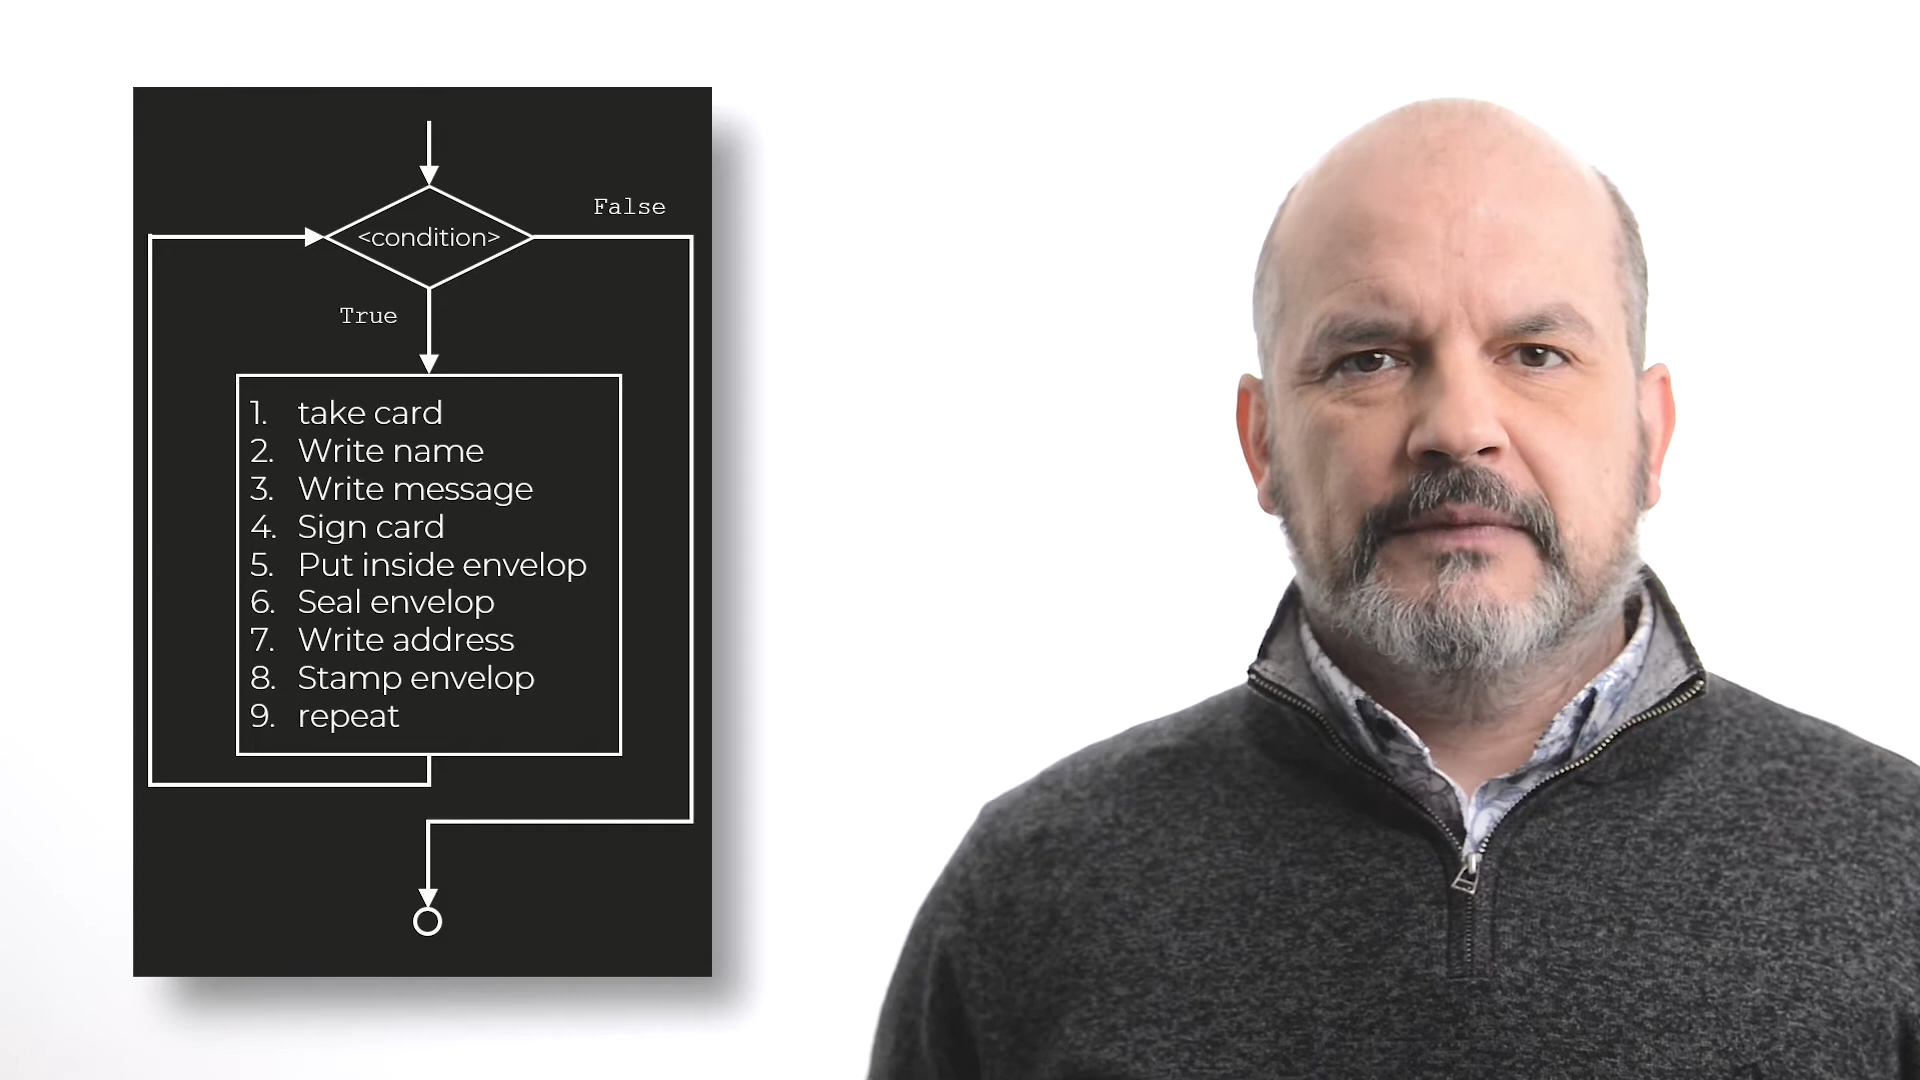 False
<condition>
True
1. take card
2. Write name
3. Write message
4. Sign card
5. Put inside envelop
6. Seal envelop
7. Write address
8. Stamp envelop
9. repeat